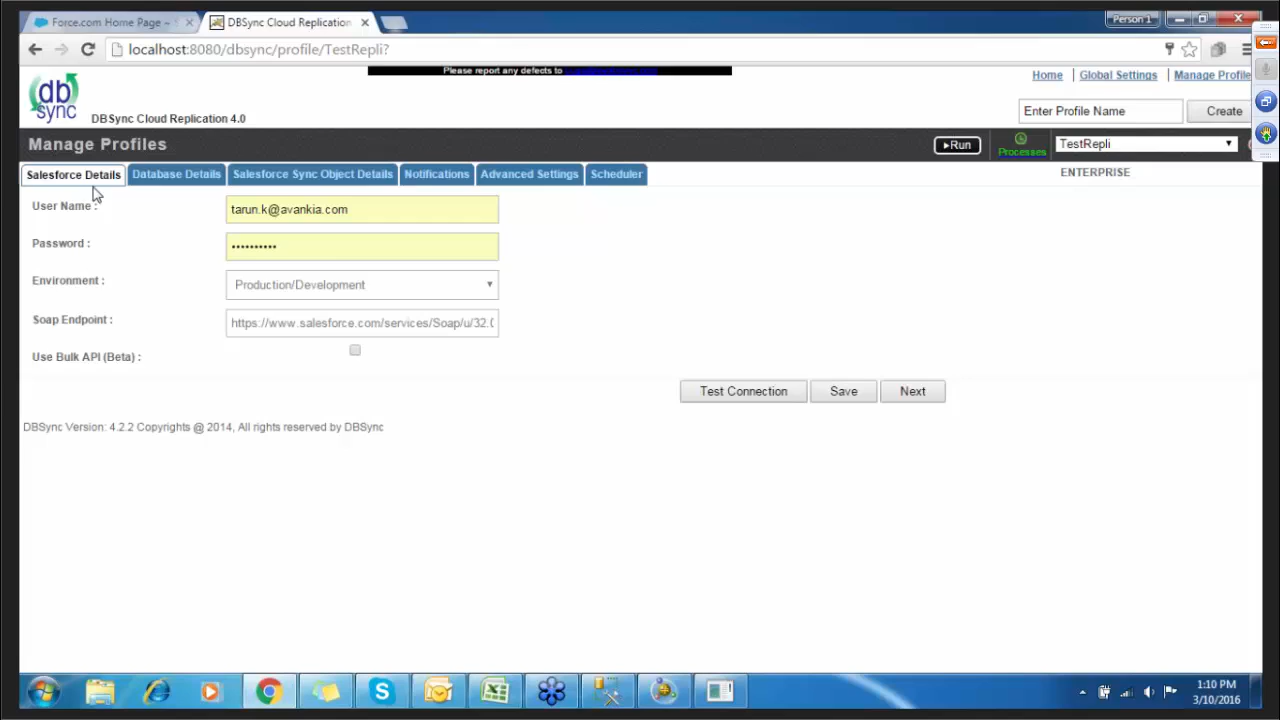 Force.com Home Page ~
DBSync Cloud Replication
Person 1
localhost:8080/dbsync/profile/TestRepli?
Please report any defects to
Home
Global Settings
Manage Profile
db
sync
DBSync Cloud Replication 4.0
Enter Profile Name
Create
Manage Profiles
Run
Processes
TestRepli
Salesforce Details
Database Details
Salesforce Sync Object Details
Notifications
Advanced Settings
Scheduler
ENTERPRISE
User Name :
tarun.k@avankia.com
Password :
Environment :
Production/Development
Soap Endpoint :
https://www.salesforce.com/services/Soap/u/32.0
Use Bulk API (Beta) :
Test Connection
Save
Next
DBSync Version: 4.2.2 Copyrights @ 2014, All rights reserved by DBSync
1:10 PM
3/10/2016